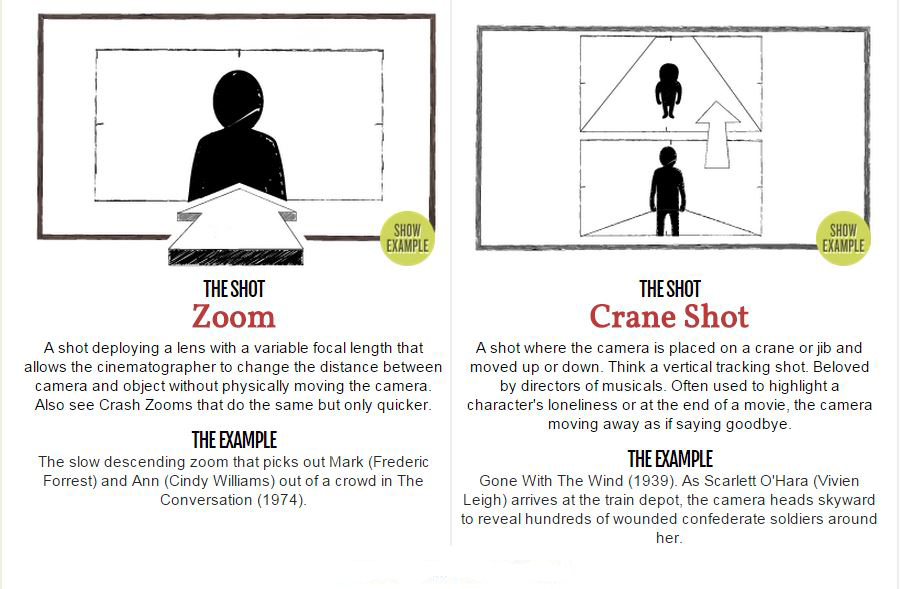 SHOW
EXAMPLE
THE SHOT
Zoom
A shot deploying a lens with a variable focal length that
allows the cinematographer to change the distance between
camera and object without physically moving the camera.
Also see Crash Zooms that do the same but only quicker.
THE EXAMPLE
The slow descending zoom that picks out Mark (Frederic
Forrest) and Ann (Cindy Williams) out of a crowd in The
Conversation (1974).
SHOW
EXAMPLE
THE SHOT
Crane Shot
A shot where the camera is placed on a crane or jib and
moved up or down. Think a vertical tracking shot. Beloved
by directors of musicals. Often used to highlight a
character's loneliness or at the end of a movie, the camera
moving away as if saying goodbye.
THE EXAMPLE
Gone With The Wind (1939). As Scarlett O'Hara (Vivien
Leigh) arrives at the train depot, the camera heads skyward
to reveal hundreds of wounded confederate soldiers around
her.